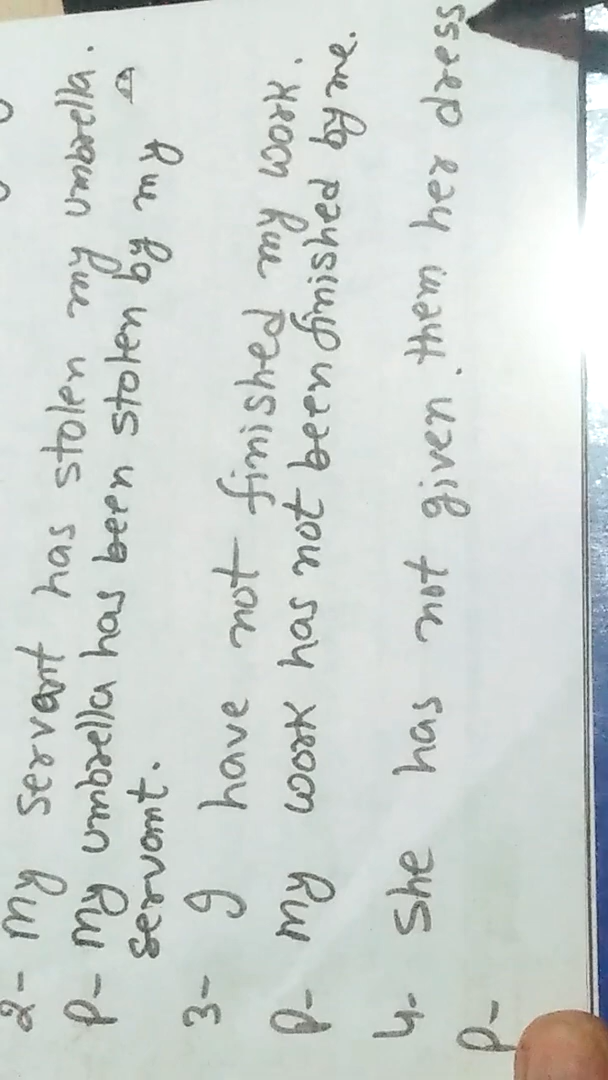 2- My servant has stolen my umbrella.
P- My umbrella has been stolen by my
servant.
3- I have not finished my work.
P- My work has not been finished by me.
4- She has not given them her dress
P-